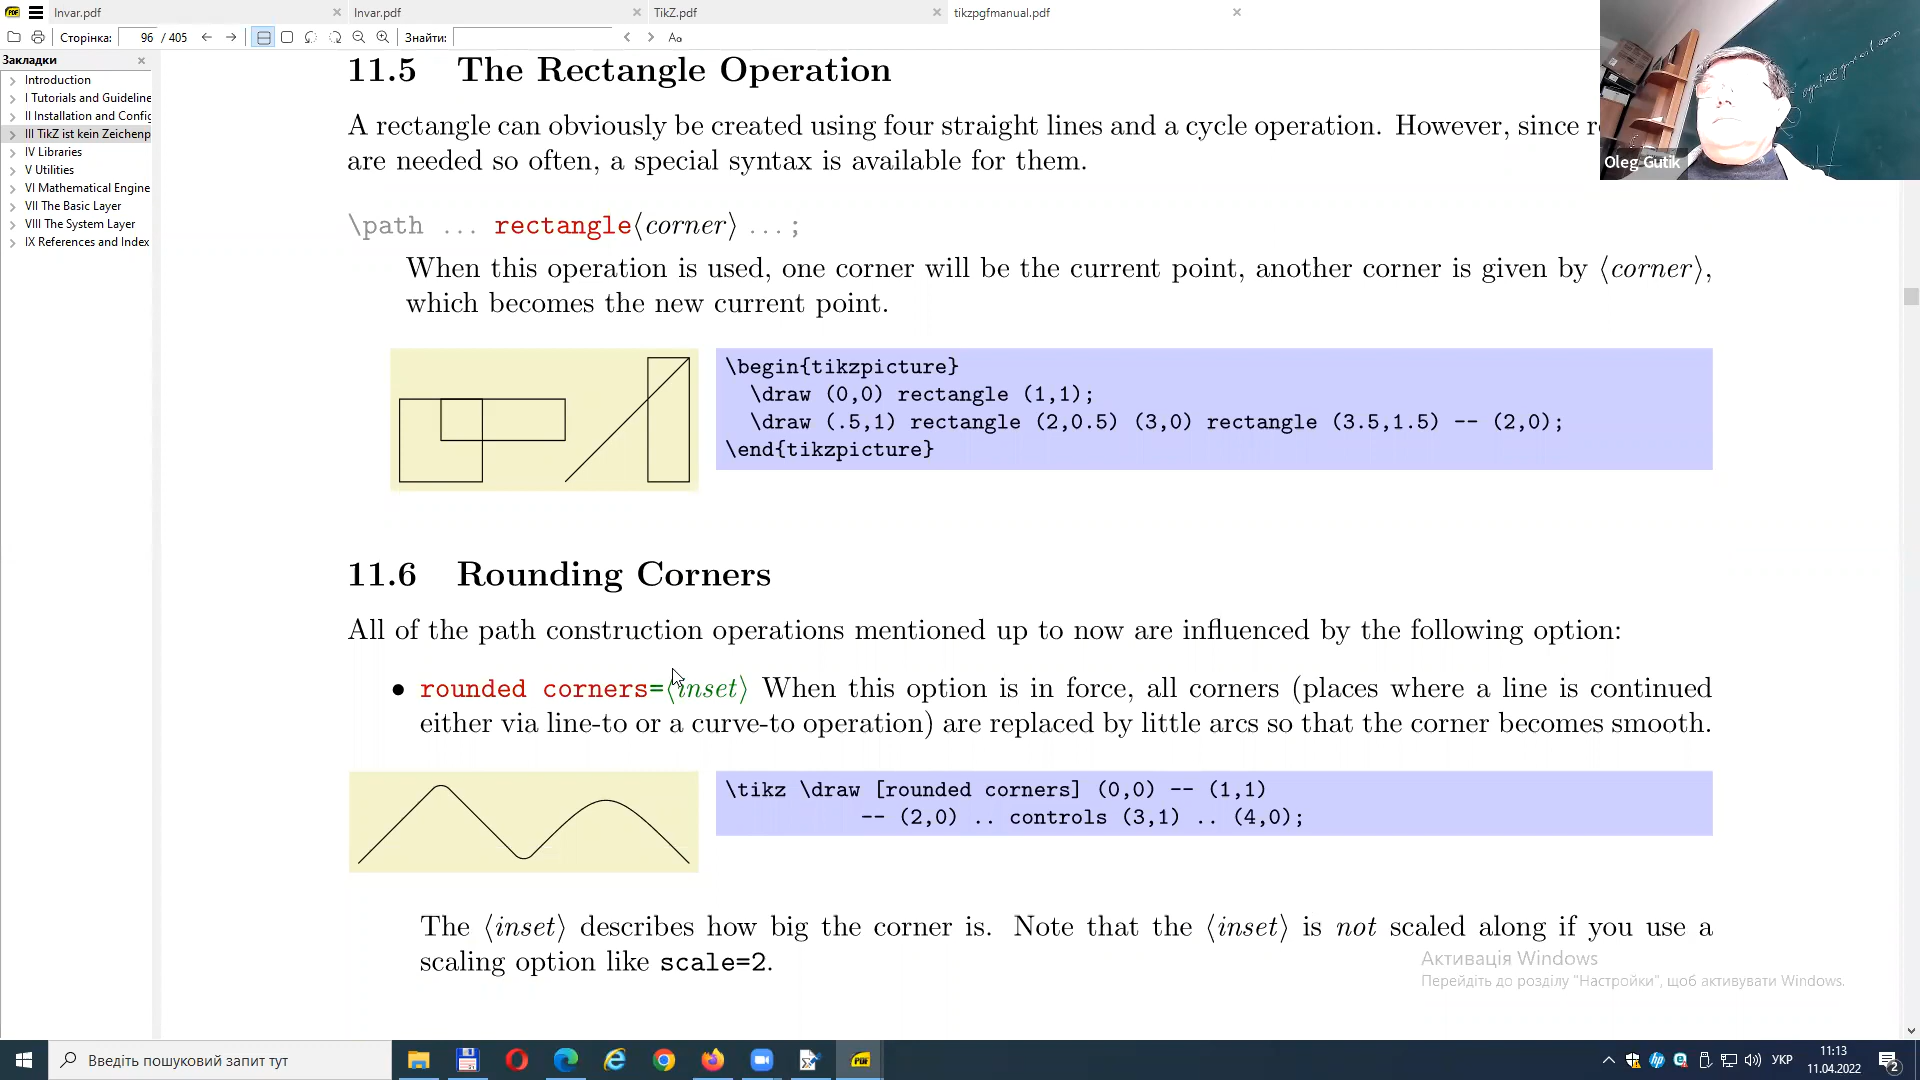 Invar.pdf
Invar.pdf
TikZ.pdf
tikzpgfmanual.pdf
Сторінка:
96 / 405
Знайти:
Закладки
Introduction
I Tutorials and Guideline
II Installation and Config
III TikZ ist kein Zeichenp
IV Libraries
V Utilities
VI Mathematical Engine
VII The Basic Layer
VIII The System Layer
IX References and Index
11.5 The Rectangle Operation
A rectangle can obviously be created using four straight lines and a cycle operation. However, since
are needed so often, a special syntax is available for them.
\path ... rectangle⟨corner⟩ ...;
When this operation is used, one corner will be the current point, another corner is given by ⟨corner⟩,
which becomes the new current point.
\begin{tikzpicture}
\draw (0,0) rectangle (1,1);
\draw (.5,1) rectangle (2,0.5) (3,0) rectangle (3.5,1.5) -- (2,0);
\end{tikzpicture}
11.6 Rounding Corners
All of the path construction operations mentioned up to now are influenced by the following option:
• rounded corners=⟨inset⟩ When this option is in force, all corners (places where a line is continued
either via line-to or a curve-to operation) are replaced by little arcs so that the corner becomes smooth.
\tikz \draw [rounded corners] (0,0) -- (1,1)
-- (2,0) .. controls (3,1) .. (4,0);
The ⟨inset⟩ describes how big the corner is. Note that the ⟨inset⟩ is not scaled along if you use a
scaling option like scale=2.
Oleg Gutik
Активація Windows
Перейдіть до розділу "Настройки", щоб активувати Windows.
Введіть пошуковий запит тут
УКР
11:13
11.04.2022
2